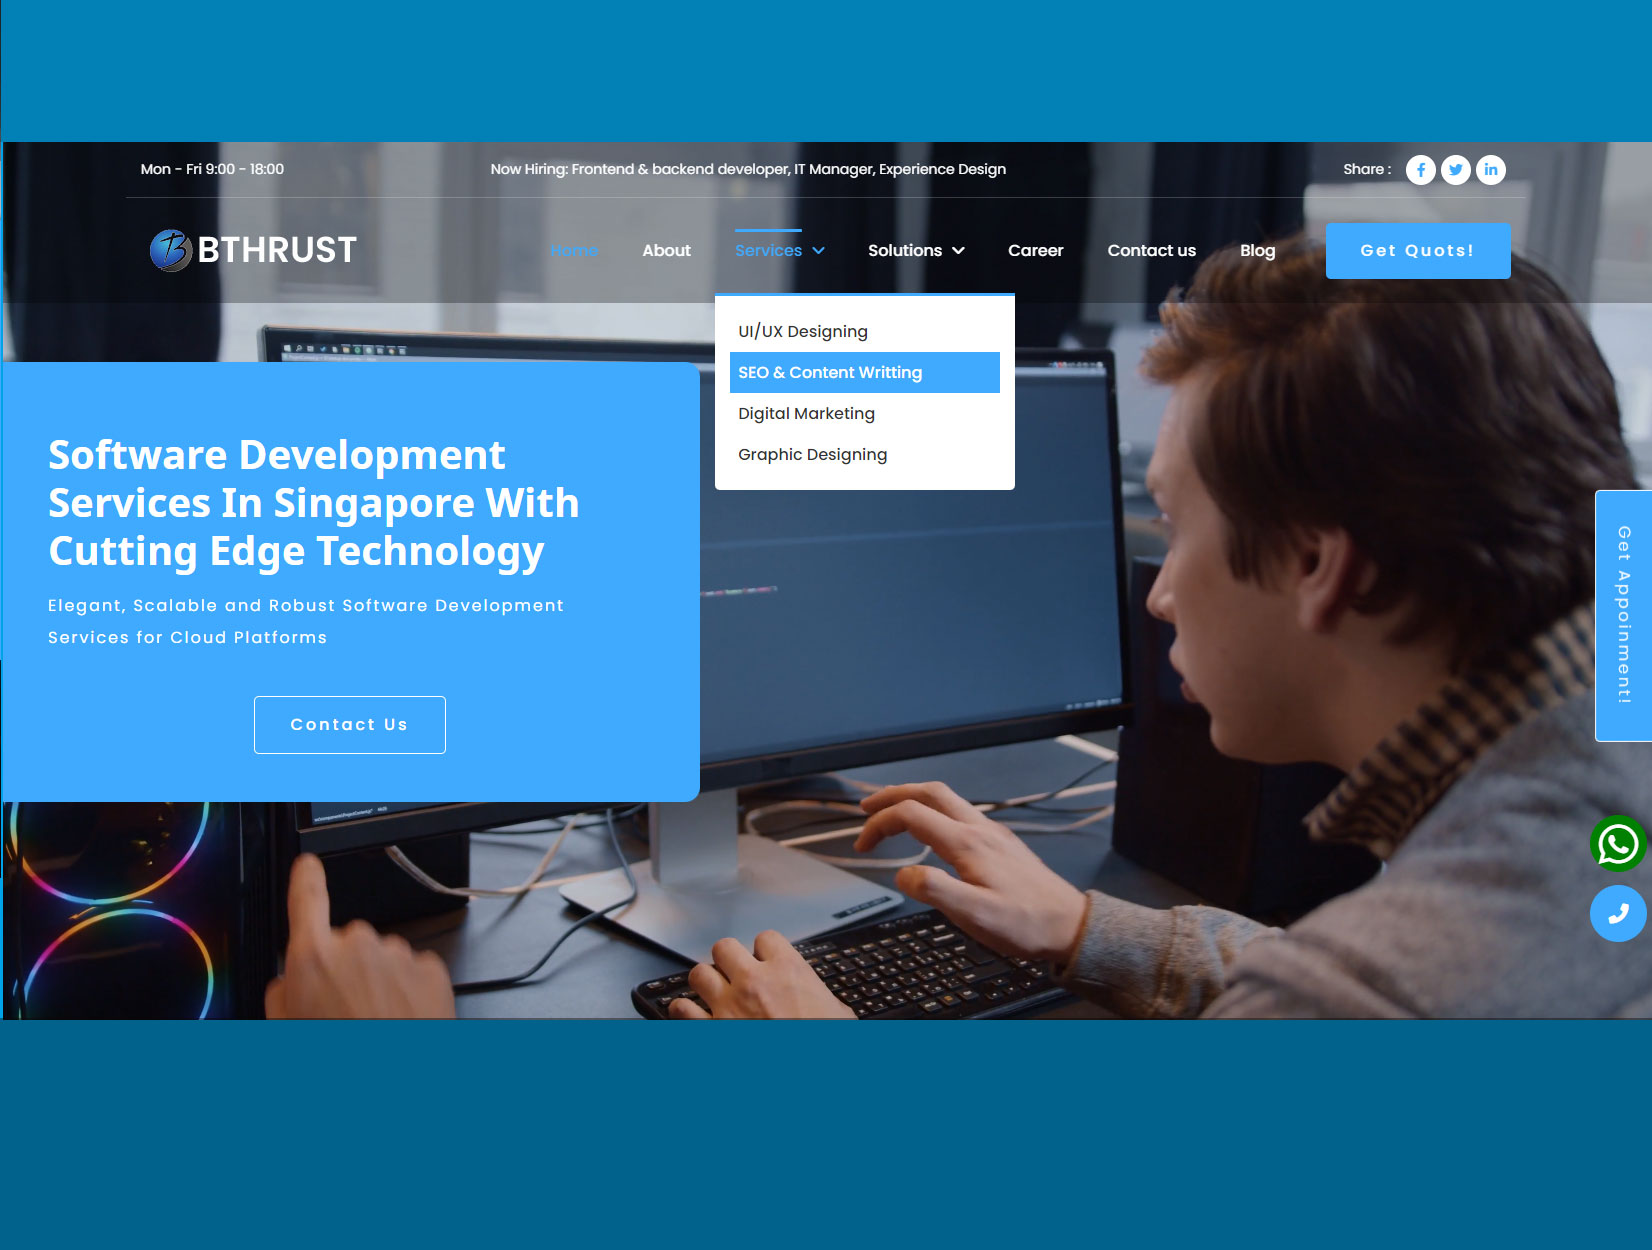 Mon - Fri 9:00 - 18:00
Now Hiring: Frontend & backend developer, IT Manager, Experience Design
Share :
BTHRUST
Home
About
Services
Solutions
Career
Contact us
Blog
Get Quots!
UI/UX Designing
SEO & Content Writting
Digital Marketing
Graphic Designing
Software Development
Services In Singapore With
Cutting Edge Technology
Elegant, Scalable and Robust Software Development
Services for Cloud Platforms
Contact Us
Get Appoinment!